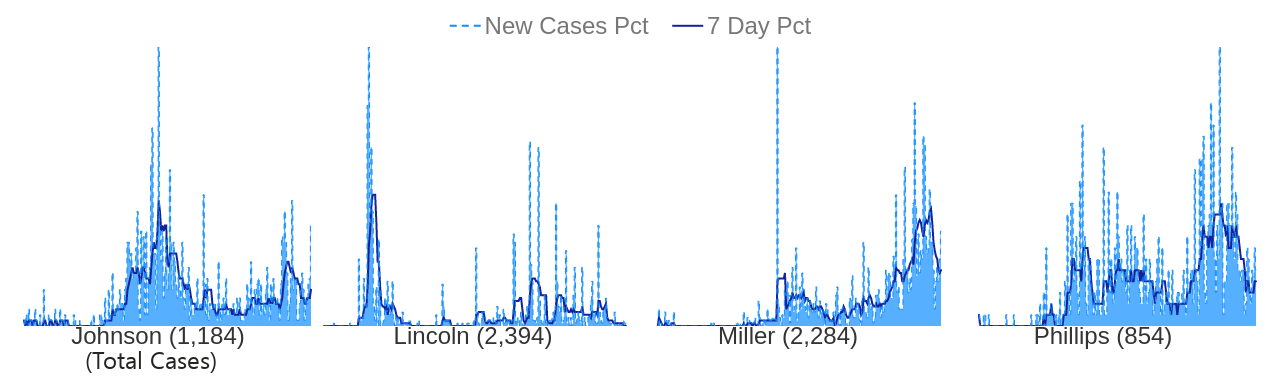 New Cases Pct 7 Day Pct
Johnson (1,184) Lincoln (2,394) Miller (2,284) Phillips (854)
(Total Cases)